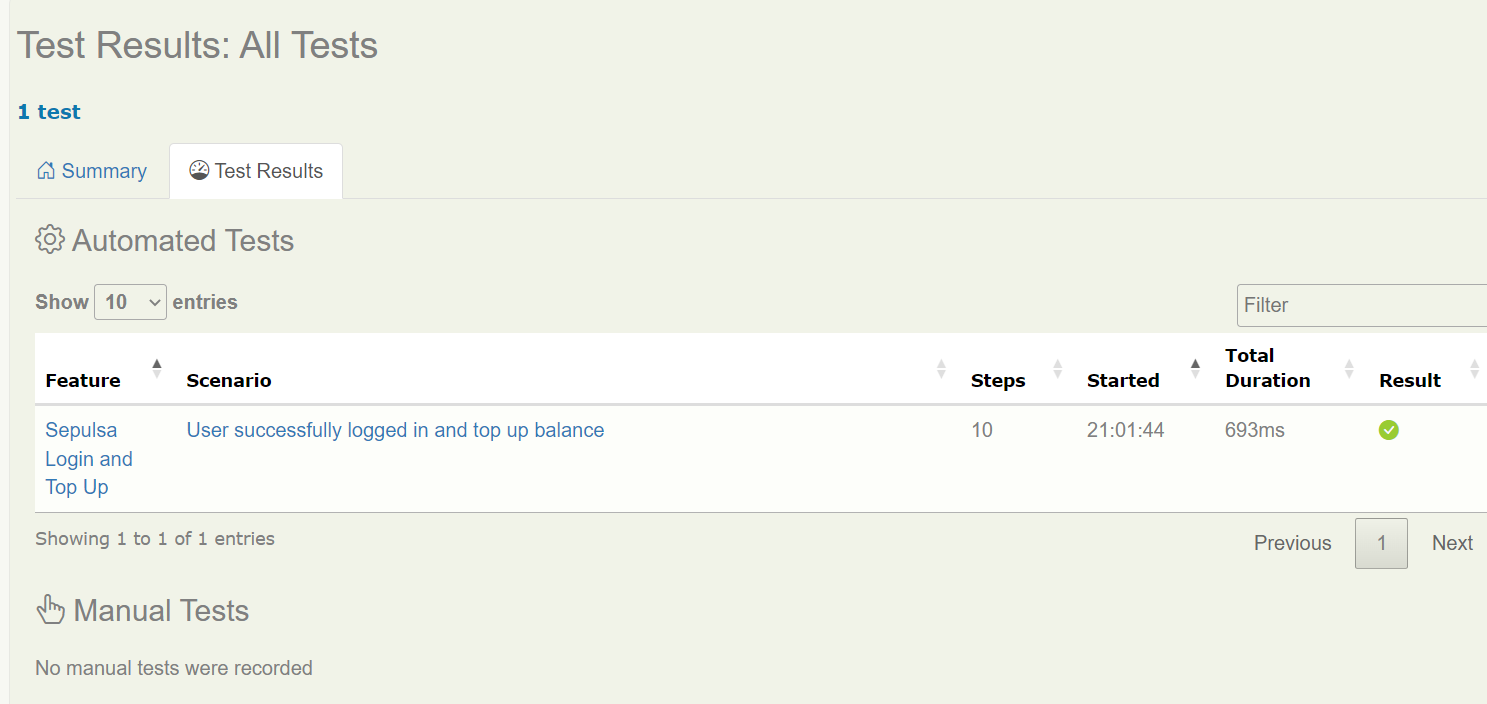 Test Results: All Tests
1 test
Summary
Test Results
Automated Tests
Show 10 entries
Filter
Feature Scenario Steps Started Total Duration Result
Sepulsa Login and Top Up User successfully logged in and top up balance 10 21:01:44 693ms
Showing 1 to 1 of 1 entries
Previous 1 Next
Manual Tests
No manual tests were recorded